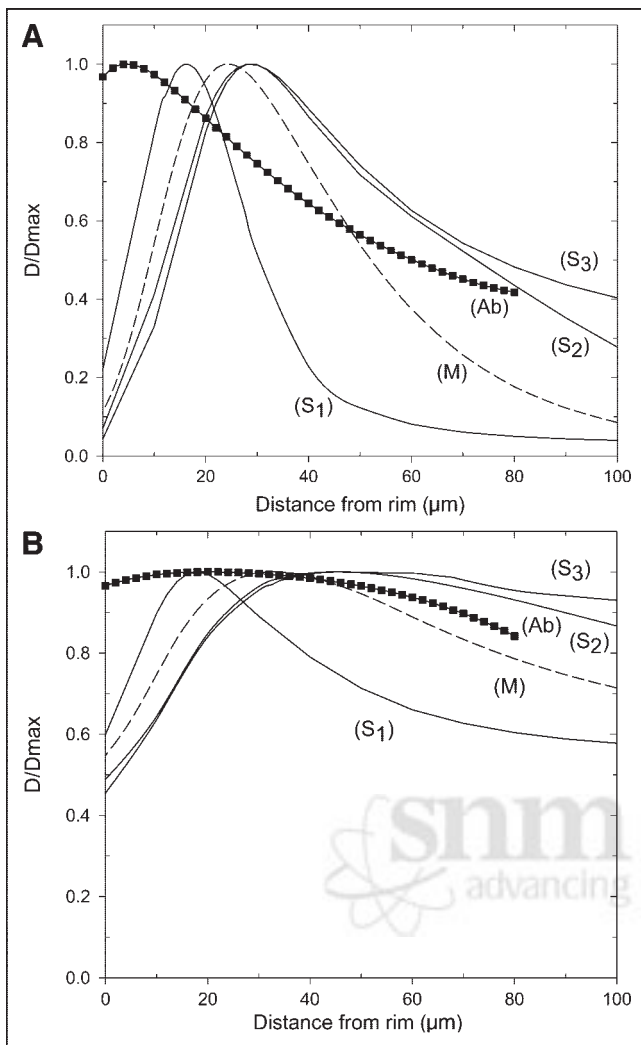 A
1.0
0.8
0.6
0.4
0.2
0.0
D/Dmax
(S3)
(Ab)
(S2)
(M)
(S1)
0 20 40 60 80 100
Distance from rim (µm)
B
1.0
0.8
0.6
0.4
0.2
0.0
D/Dmax
(S3)
(Ab)
(S2)
(M)
(S1)
snm
advancing
0 20 40 60 80 100
Distance from rim (µm)